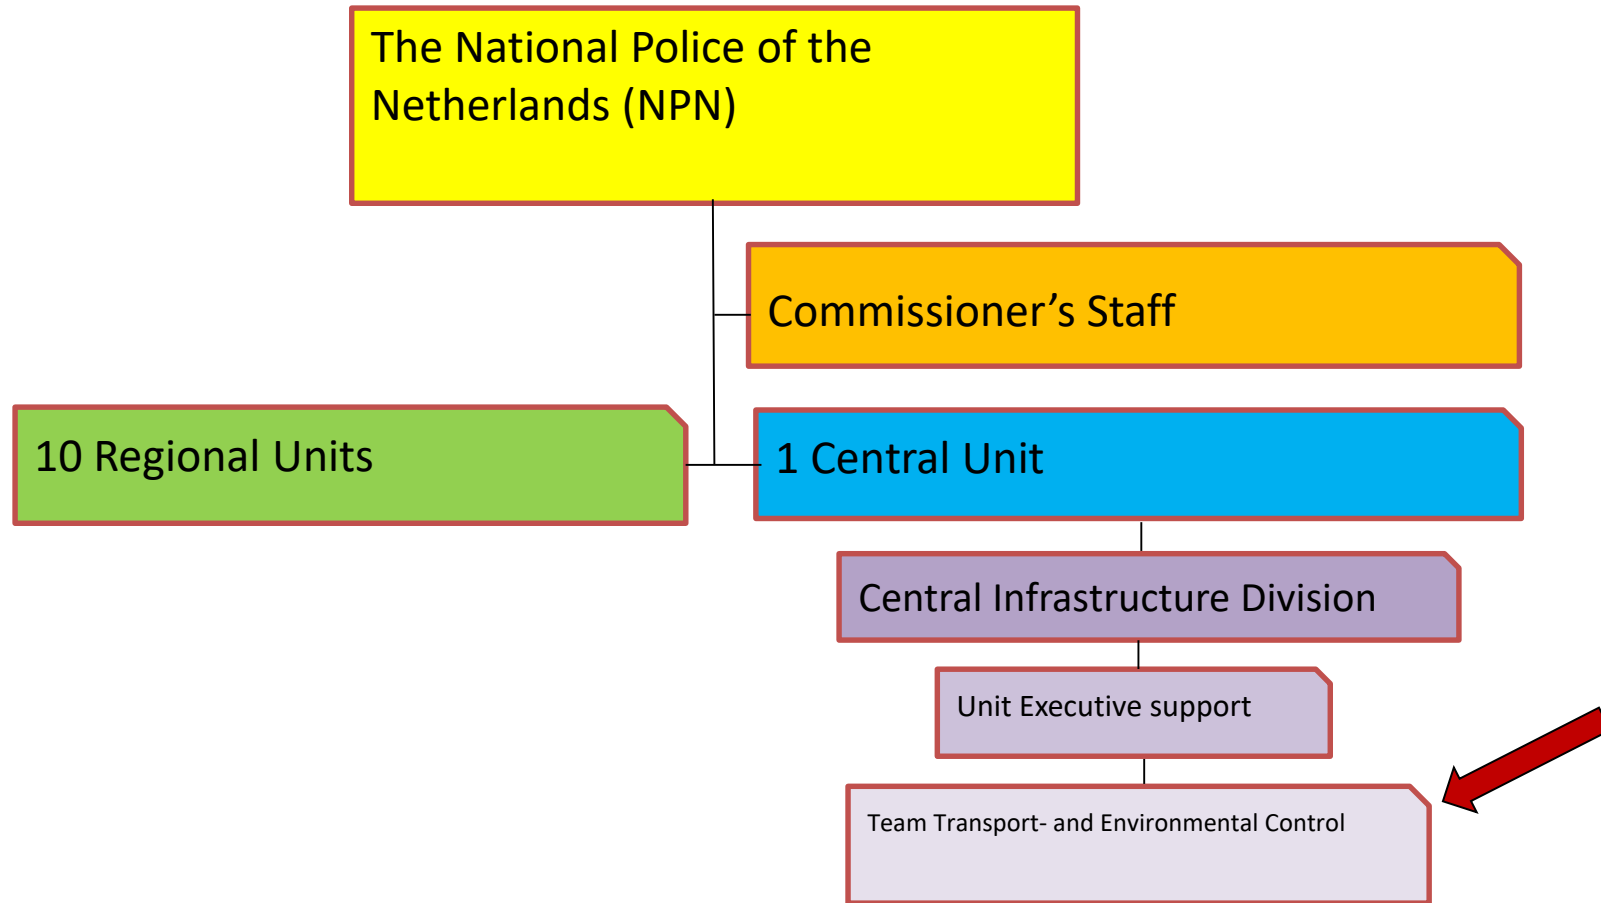 The National Police of the
Netherlands (NPN)
Commissioner’s Staff
10 Regional Units
1 Central Unit
Central Infrastructure Division
Unit Executive support
Team Transport- and Environmental Control